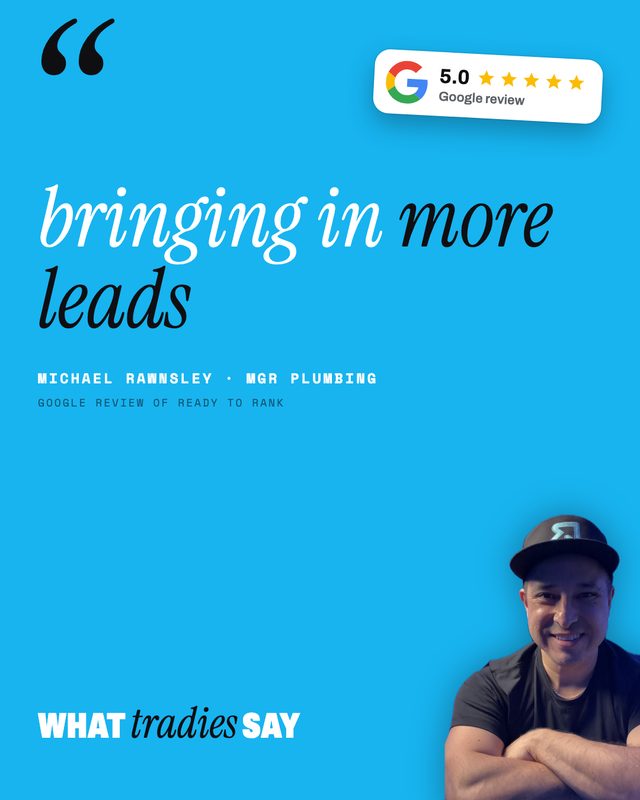 “
5.0
Google review
bringing in more
leads
MICHAEL RAWNSLEY · MGR PLUMBING
GOOGLE REVIEW OF READY TO RANK
WHAT tradies SAY